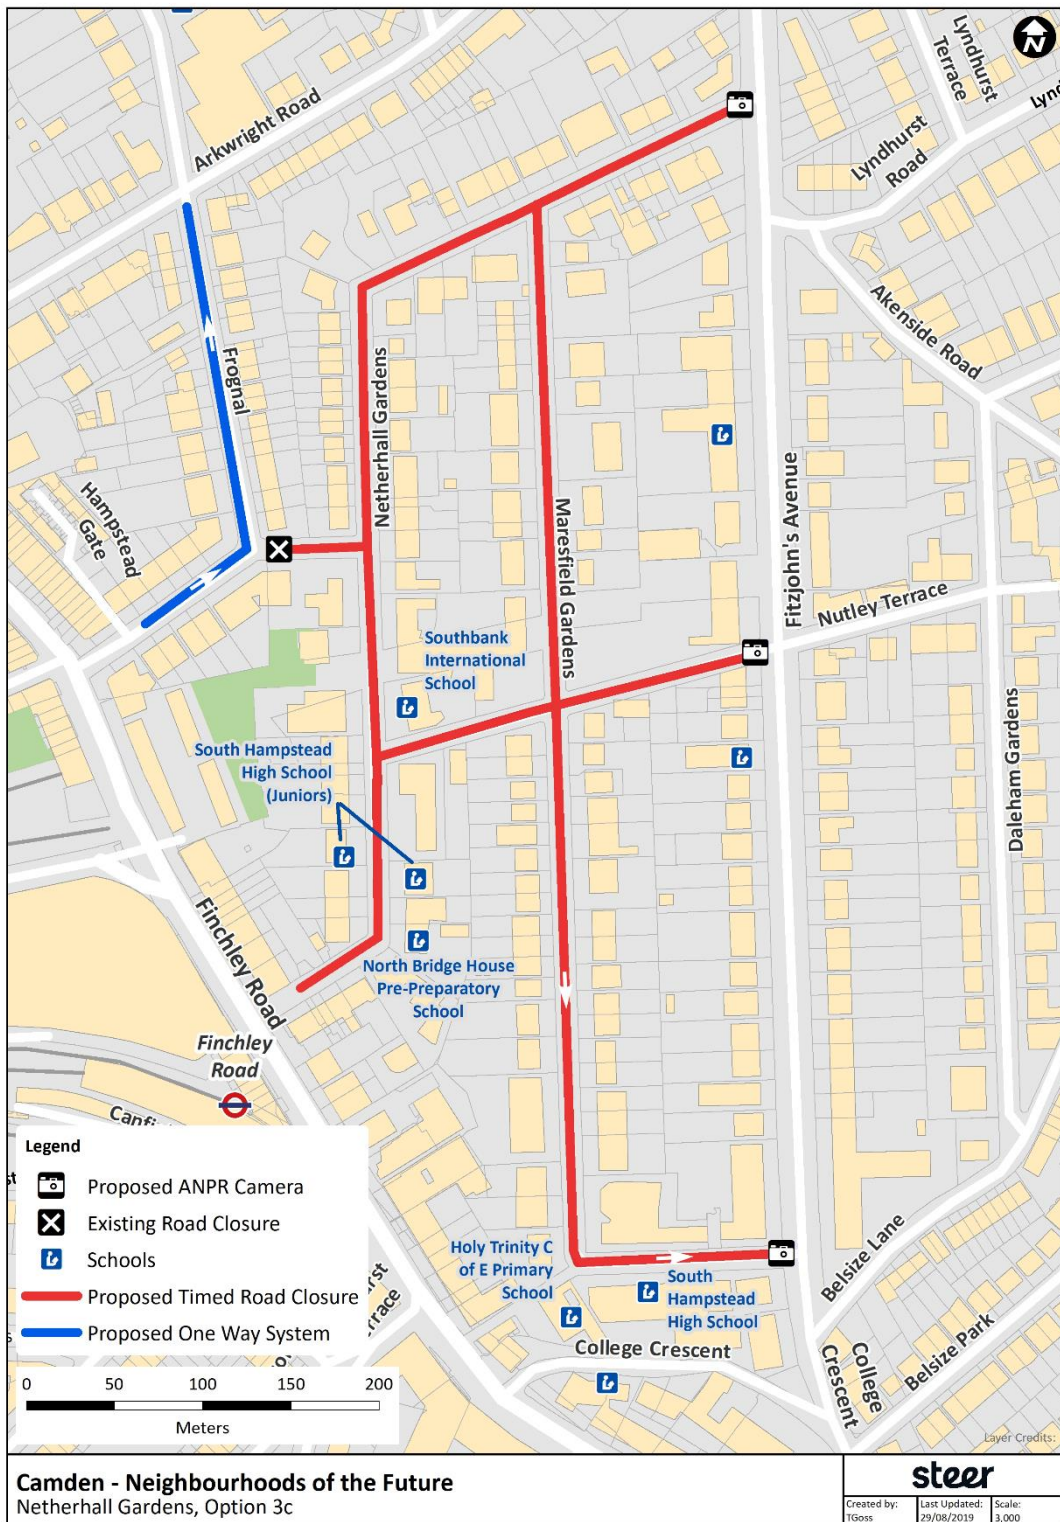 N
Arkwright Road
Lyndhurst
Terrace
Lyndhurst
Road
Akenside Road
Frognal
Netherhall Gardens
Maresfield Gardens
Fitzjohn's Avenue
Hampstead
Gate
Nutley Terrace
Daleham Gardens
Southbank
International
School
South Hampstead
High School
(Juniors)
North Bridge House
Pre-Preparatory
School
Finchley Road
Finchley
Road
Holy Trinity C
of E Primary
School
South
Hampstead
High School
College Crescent
Belsize Lane
College
Crescent
Belsize Park
Legend
Proposed ANPR Camera
Existing Road Closure
Schools
Proposed Timed Road Closure
Proposed One Way System
0 50 100 150 200
Meters
Layer Credits:
Camden - Neighbourhoods of the Future
Netherhall Gardens, Option 3c
steer
Created by: Last Updated: Scale:
TGoss 29/08/2019 3,000